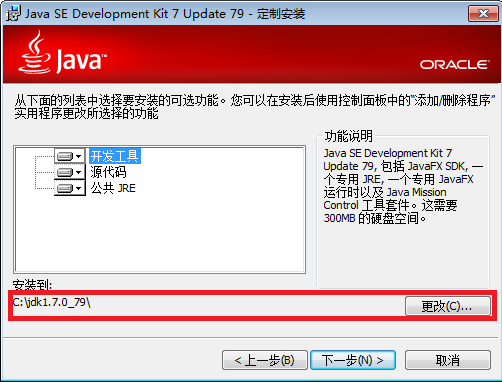 Java SE Development Kit 7 Update 79 - 定制安装
Java™
ORACLE
从下面的列表中选择要安装的可选功能。您可以在安装后使用控制面板中的“添加/删除程序”
实用程序更改所选择的功能
开发工具
源代码
公共 JRE
功能说明
Java SE Development Kit 7
Update 79, 包括 JavaFX SDK, 一
个专用 JRE, 一个专用 JavaFX
运行时以及 Java Mission
Control 工具套件。这需要
300MB 的硬盘空间。
安装到:
C:\jdk1.7.0_79\
更改(C)...
< 上一步(B)
下一步(N) >
取消